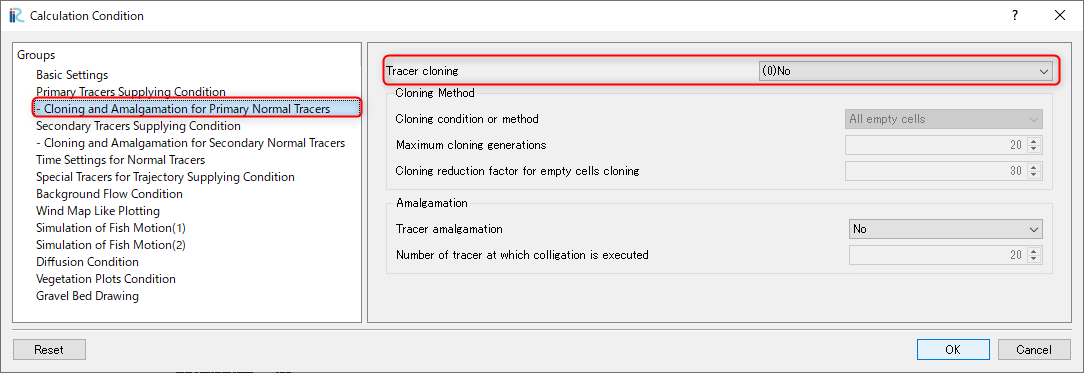 Calculation Condition
?
Groups
Basic Settings
Primary Tracers Supplying Condition
- Cloning and Amalgamation for Primary Normal Tracers
Secondary Tracers Supplying Condition
- Cloning and Amalgamation for Secondary Normal Tracers
Time Settings for Normal Tracers
Special Tracers for Trajectory Supplying Condition
Background Flow Condition
Wind Map Like Plotting
Simulation of Fish Motion(1)
Simulation of Fish Motion(2)
Diffusion Condition
Vegetation Plots Condition
Gravel Bed Drawing
Tracer cloning (0)No
Cloning Method
Cloning condition or method All empty cells
Maximum cloning generations 20
Cloning reduction factor for empty cells cloning 30
Amalgamation
Tracer amalgamation No
Number of tracer at which colligation is executed 20
Reset OK Cancel